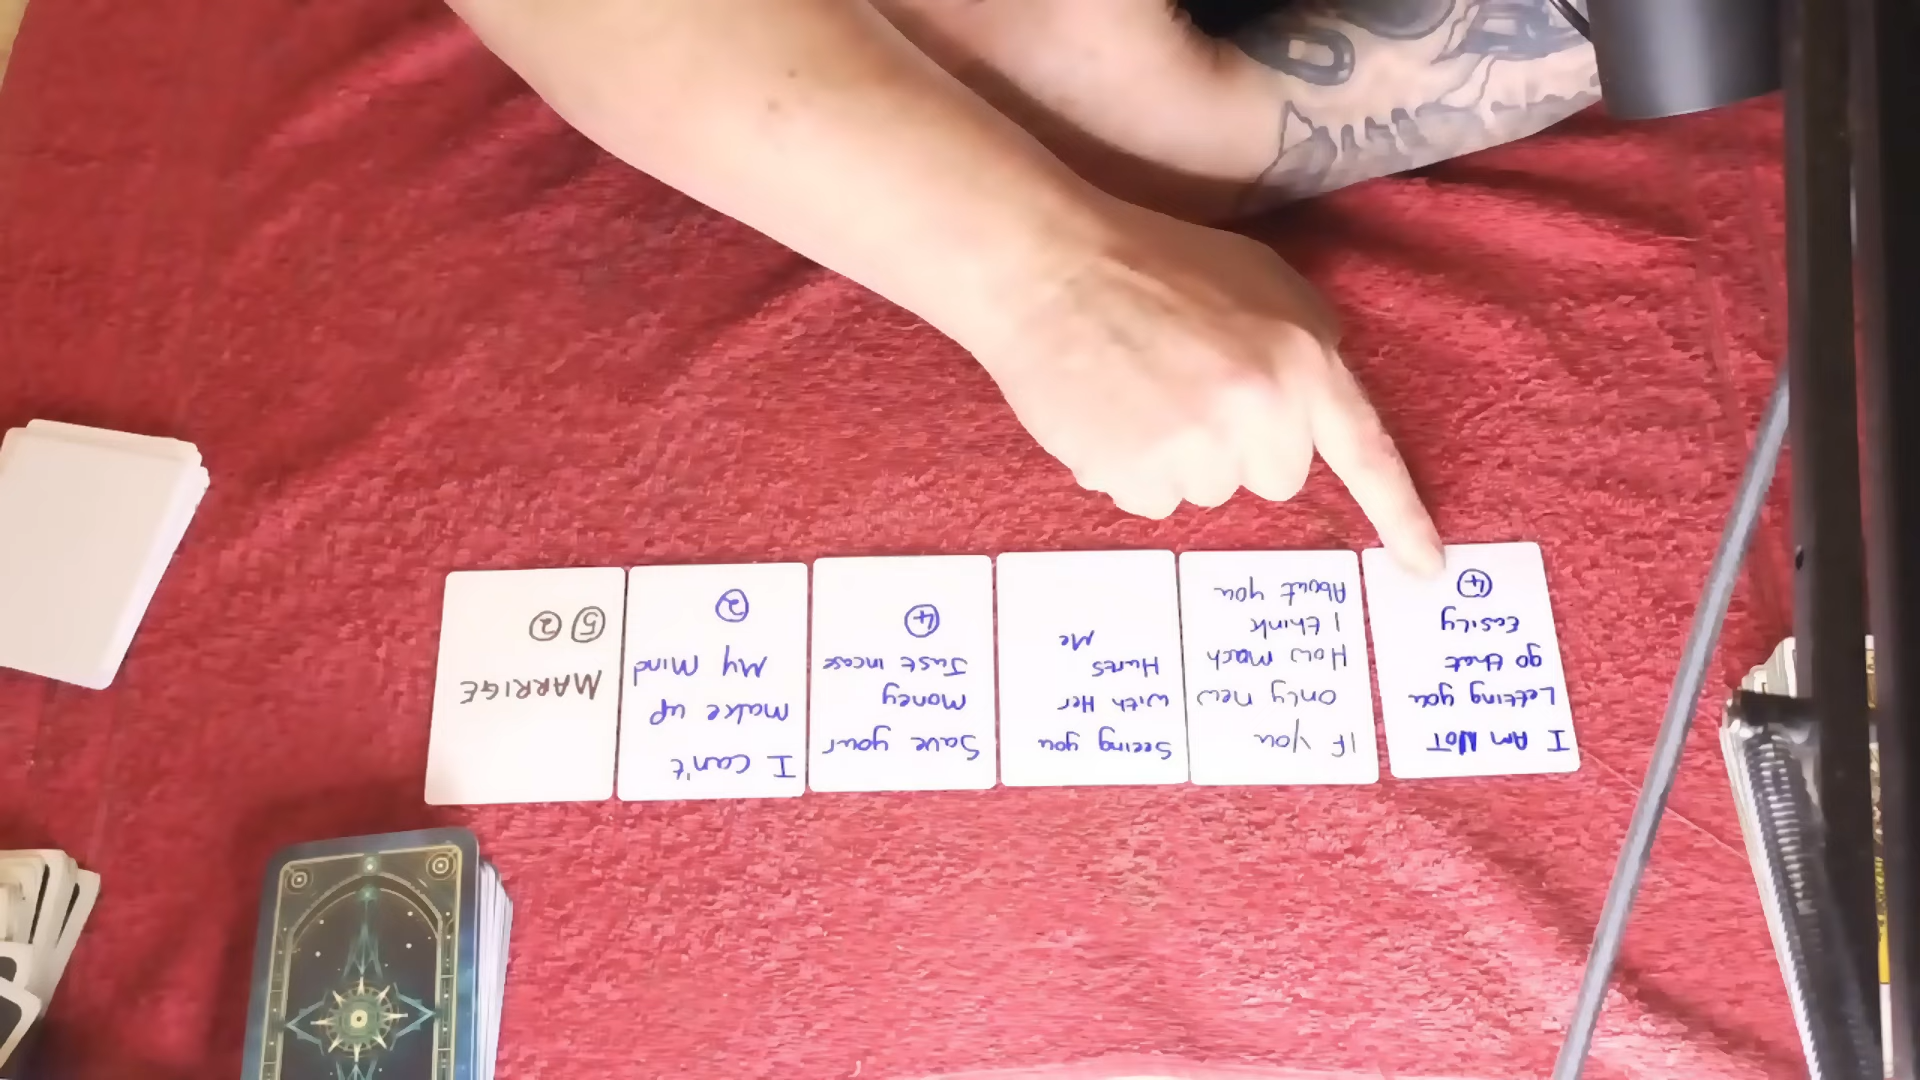 I AM NOT
Letting you
go that
Easily
4
IF you
only new
How much
I think
About you
Seeing you
with Her
Hurts
Me
Save your
money
Just incase
4
I can't
make up
My Mind
2
MARRIGE
5 2